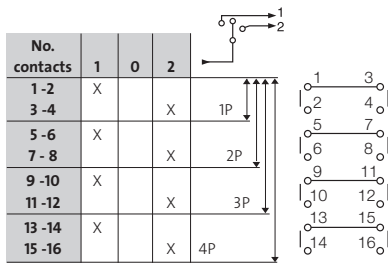 1
2
No.
contacts 1 0 2
1 -2 X
3 -4 X 1P
5 -6 X
7 - 8 X 2P
9 -10 X
11 -12 X 3P
13 -14 X
15 -16 X 4P
1 3
2 4
5 7
6 8
9 11
10 12
13 15
14 16